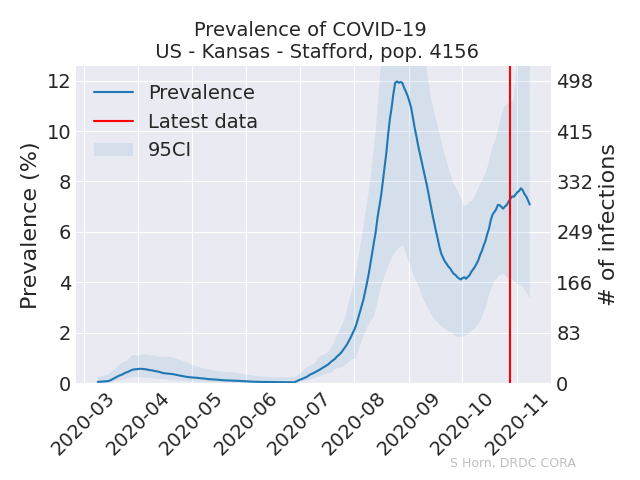 Prevalence of COVID-19
US - Kansas - Stafford, pop. 4156
Prevalence
Latest data
95CI
Prevalence (%)
12
10
8
6
4
2
0
498
415
332
249
166
83
0
# of infections
2020-03
2020-04
2020-05
2020-06
2020-07
2020-08
2020-09
2020-10
2020-11
S Horn, DRDC CORA